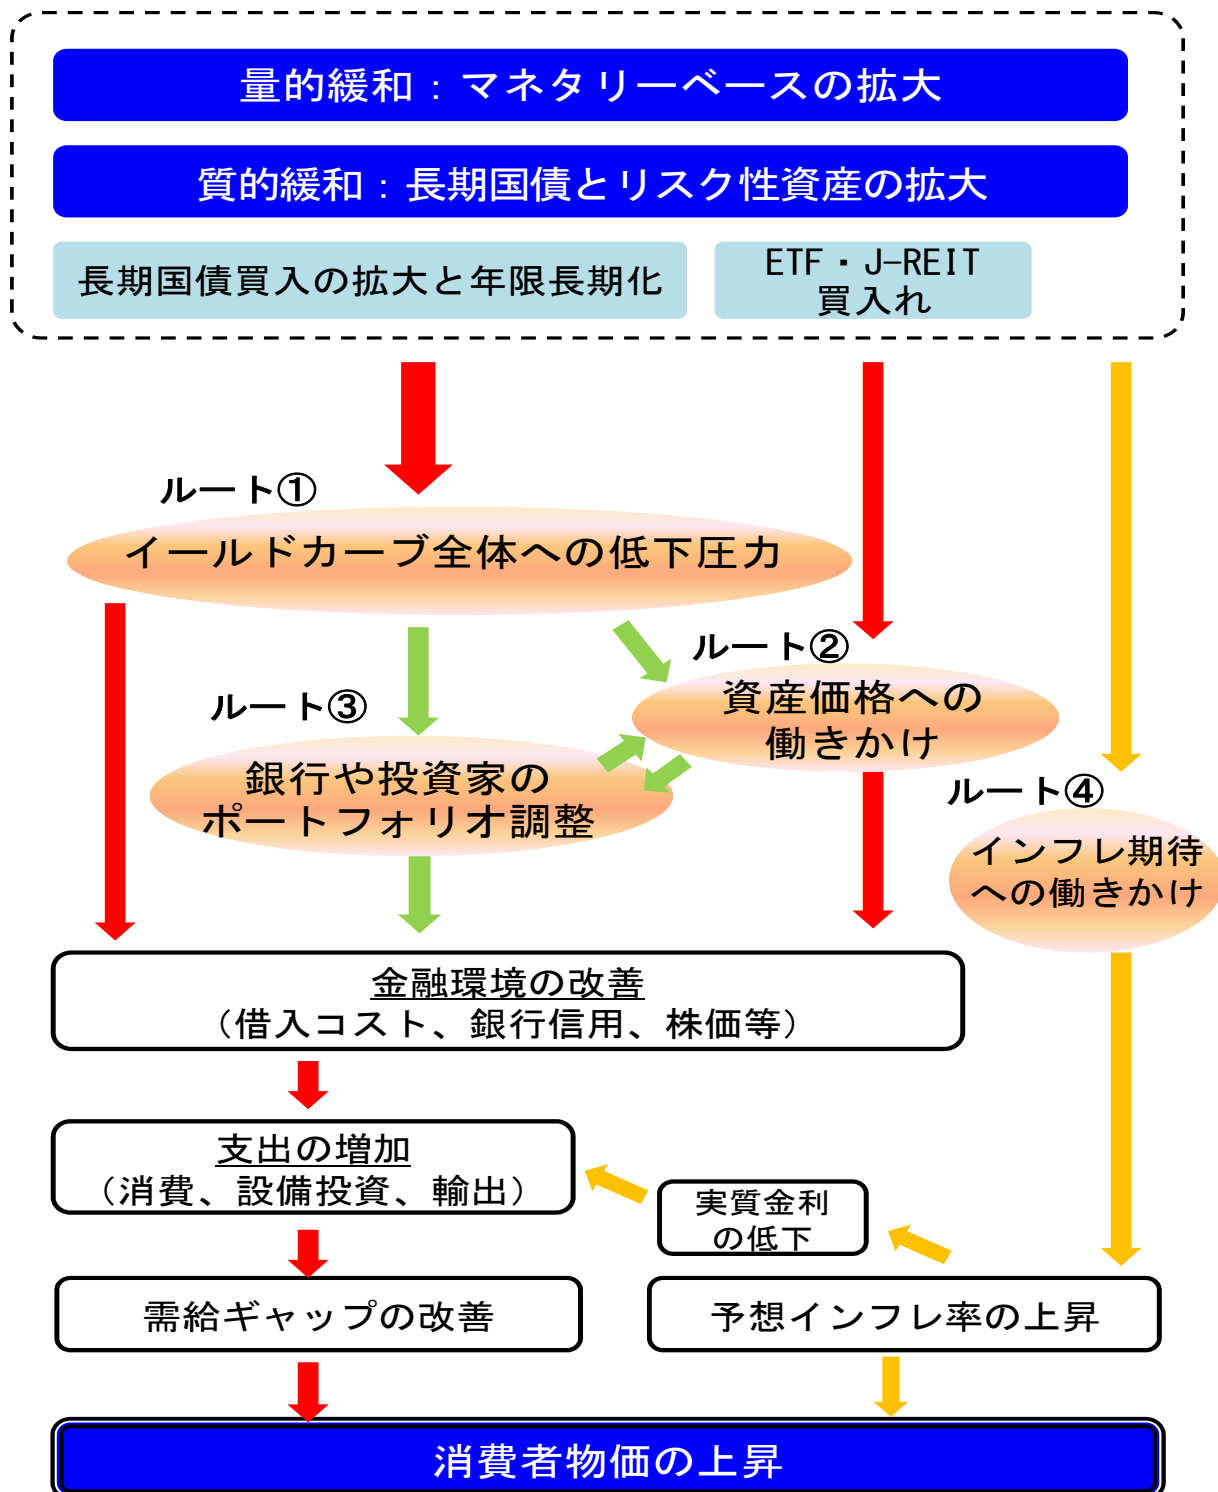 量的緩和：マネタリーベースの拡大
質的緩和：長期国債とリスク性資産の拡大
長期国債買入の拡大と年限長期化
ETF・J-REIT
買入れ
ルート①
イールドカーブ全体への低下圧力
ルート②
資産価格への
働きかけ
ルート③
銀行や投資家の
ポートフォリオ調整
ルート④
インフレ期待
への働きかけ
金融環境の改善
（借入コスト、銀行信用、株価等）
支出の増加
（消費、設備投資、輸出）
実質金利
の低下
需給ギャップの改善
予想インフレ率の上昇
消費者物価の上昇